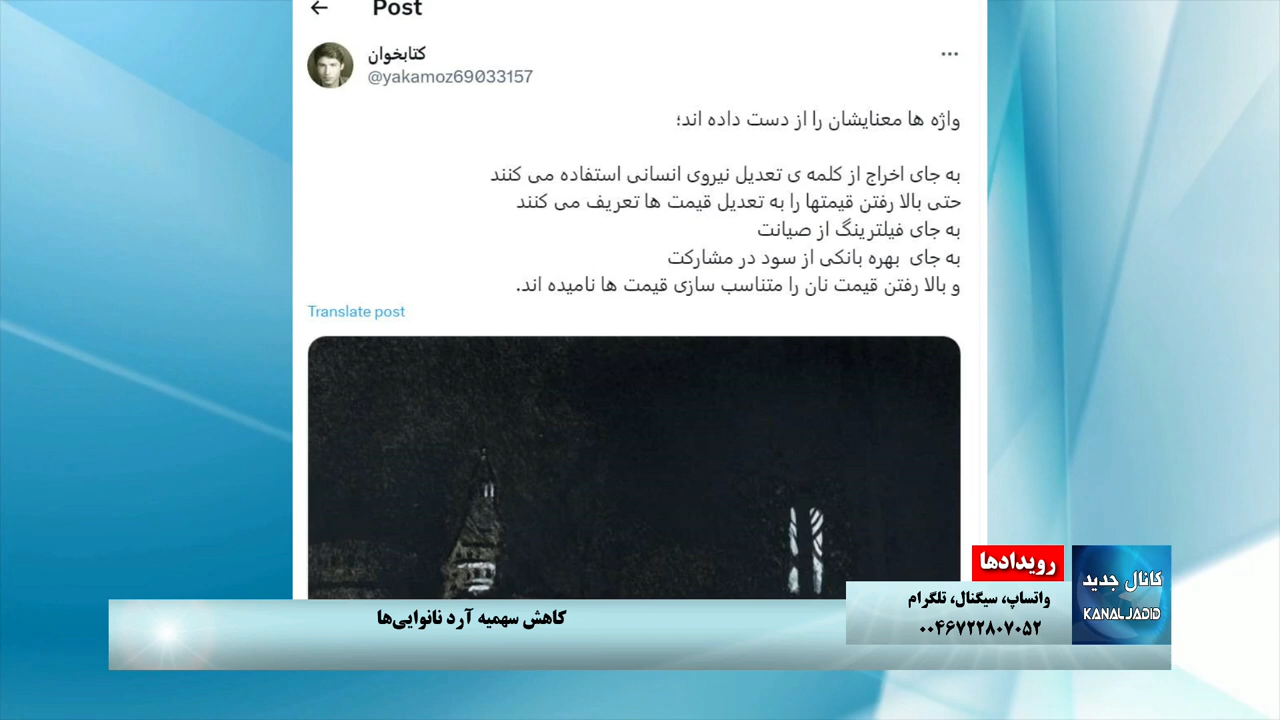 Post
کتابخوان
@yakamoz69033157
واژه ها معنایشان را از دست داده اند؛
به جای اخراج از کلمه ی تعدیل نیروی انسانی استفاده می کنند
حتی بالا رفتن قیمتها را به تعدیل قیمت ها تعریف می کنند
به جای فیلترینگ از صیانت
به جای بهره بانکی از سود در مشارکت
و بالا رفتن قیمت نان را متناسب سازی قیمت ها نامیده اند.
Translate post
رویدادها
کانال جدید
KANAL JADID
واتساپ، سیگنال، تلگرام
۰۰۴۶۷۲۲۸۰۷۰۵۲
کاهش سهمیه آرد نانوایی‌ها